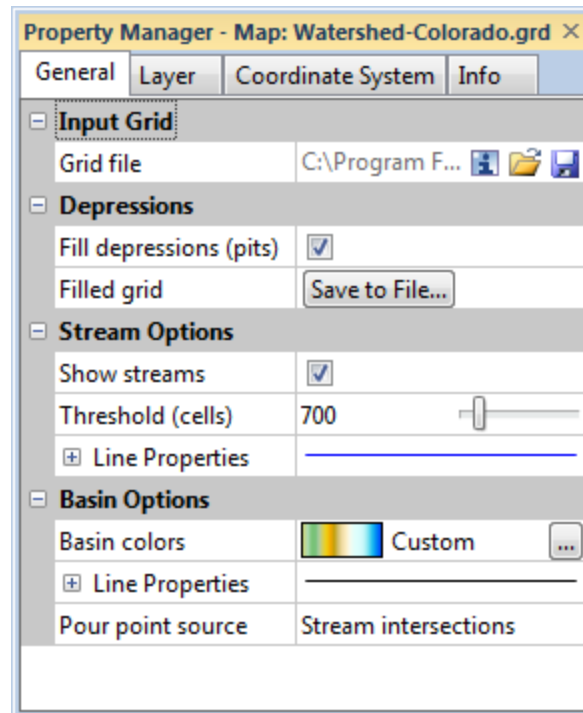 Property Manager - Map: Watershed-Colorado.grd
General Layer Coordinate System Info
Input Grid
Grid file C:\Program F...
Depressions
Fill depressions (pits)
Filled grid Save to File...
Stream Options
Show streams
Threshold (cells) 700
Line Properties
Basin Options
Basin colors Custom ...
Line Properties
Pour point source Stream intersections